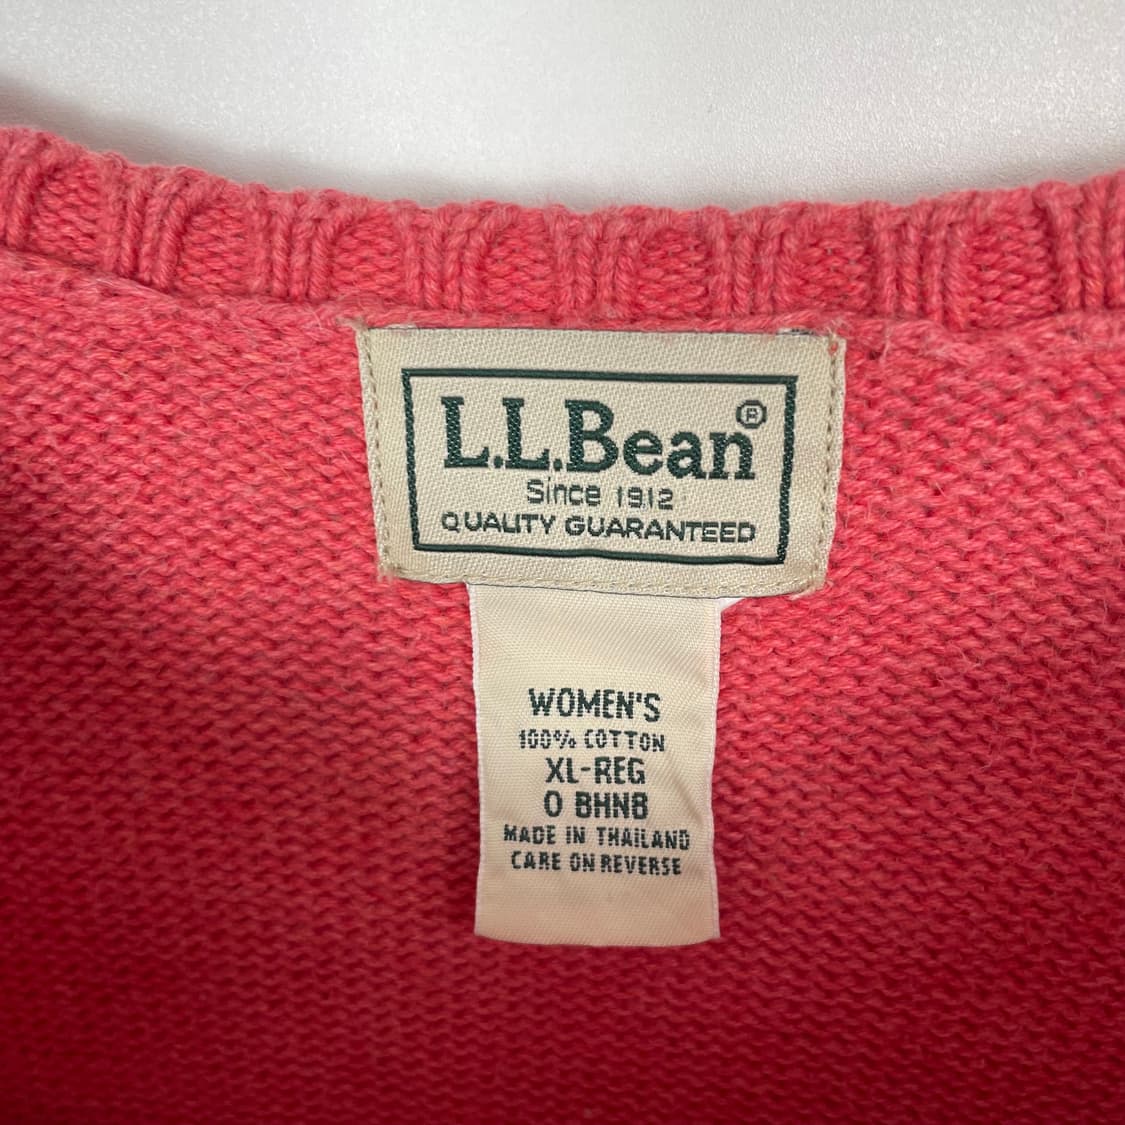 L.L.Bean®
Since 1912
QUALITY GUARANTEED
WOMEN'S
100% COTTON
XL-REG
0 BHN8
MADE IN THAILAND
CARE ON REVERSE